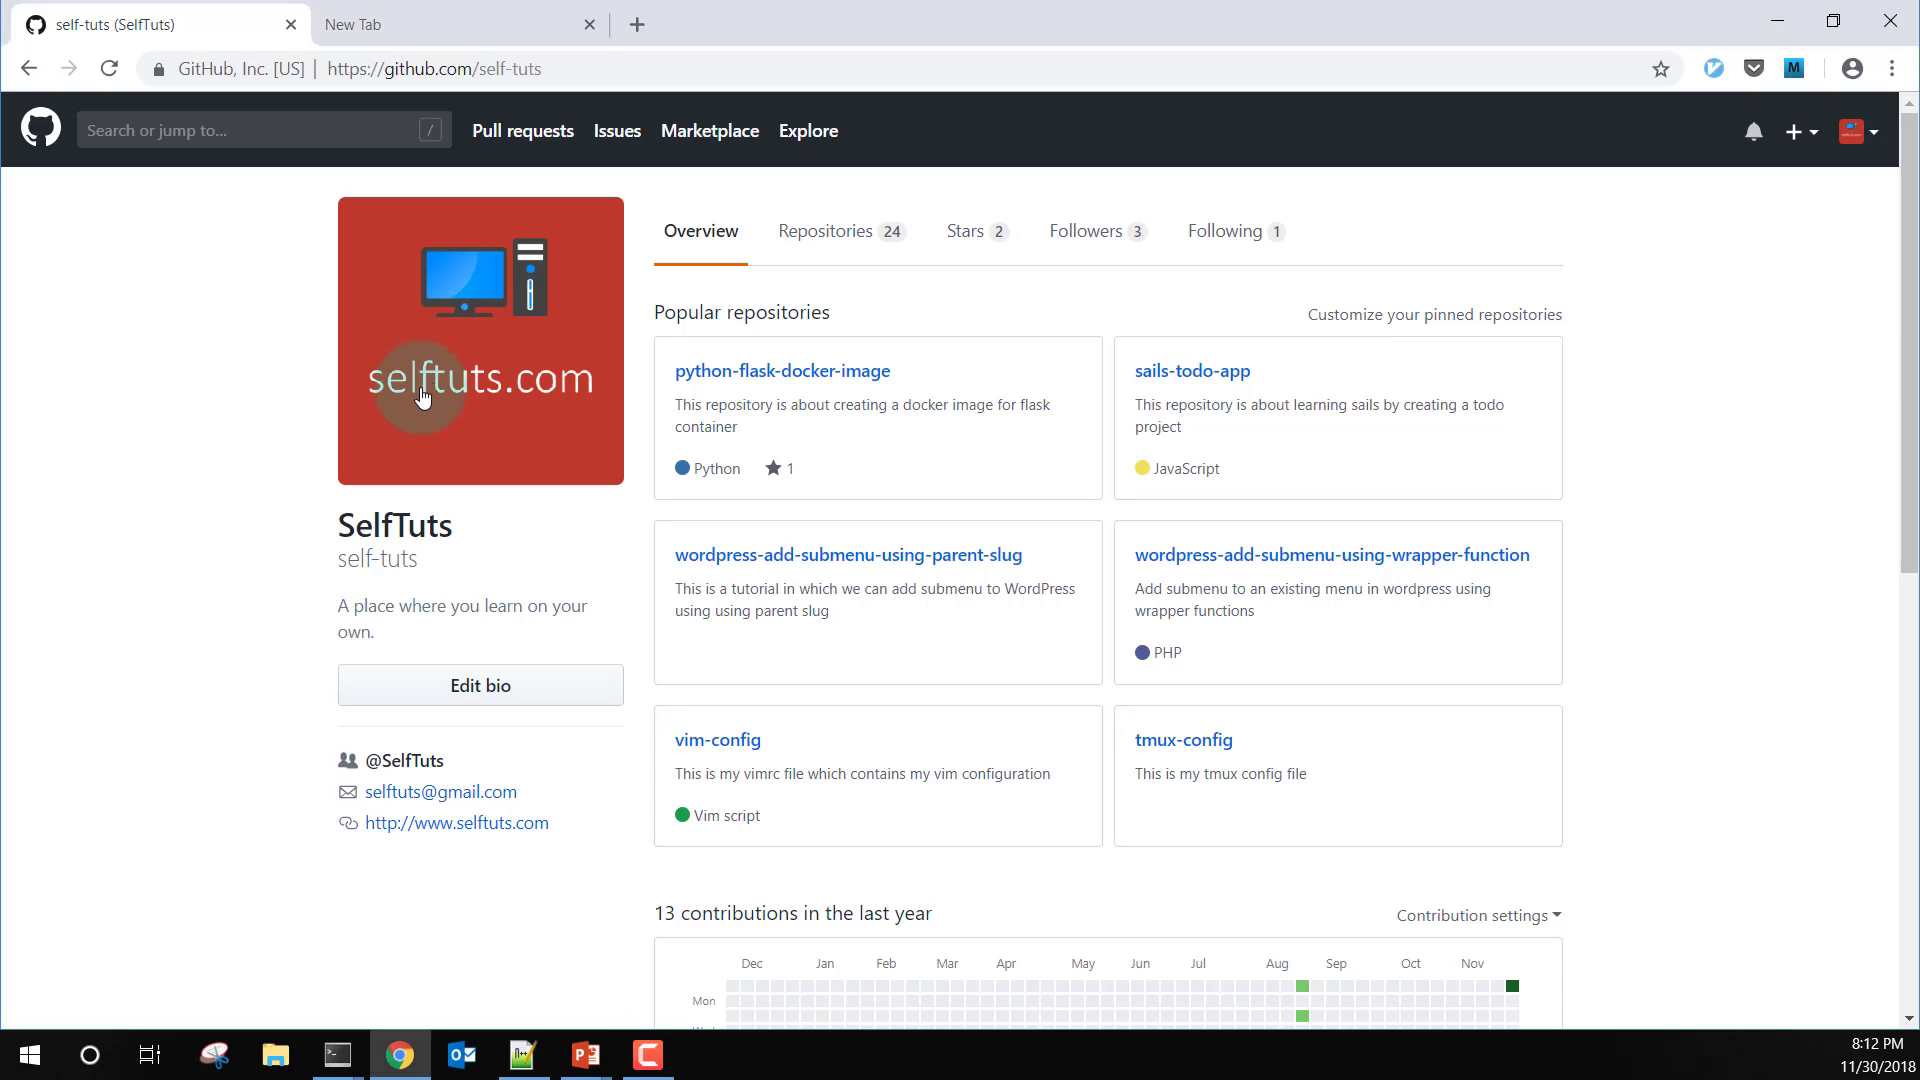 self-tuts (SelfTuts)
New Tab
GitHub, Inc. [US] | https://github.com/self-tuts
M
Search or jump to...
/
Pull requests
Issues
Marketplace
Explore
selftuts.com
SelfTuts
self-tuts
A place where you learn on your
own.
Edit bio
@SelfTuts
selftuts@gmail.com
http://www.selftuts.com
Overview
Repositories 24
Stars 2
Followers 3
Following 1
Popular repositories
Customize your pinned repositories
python-flask-docker-image
This repository is about creating a docker image for flask
container
Python
1
sails-todo-app
This repository is about learning sails by creating a todo
project
JavaScript
wordpress-add-submenu-using-parent-slug
This is a tutorial in which we can add submenu to WordPress
using using parent slug
wordpress-add-submenu-using-wrapper-function
Add submenu to an existing menu in wordpress using
wrapper functions
PHP
vim-config
This is my vimrc file which contains my vim configuration
Vim script
tmux-config
This is my tmux config file
13 contributions in the last year
Contribution settings
Dec Jan Feb Mar Apr May Jun Jul Aug Sep Oct Nov
Mon
8:12 PM
11/30/2018